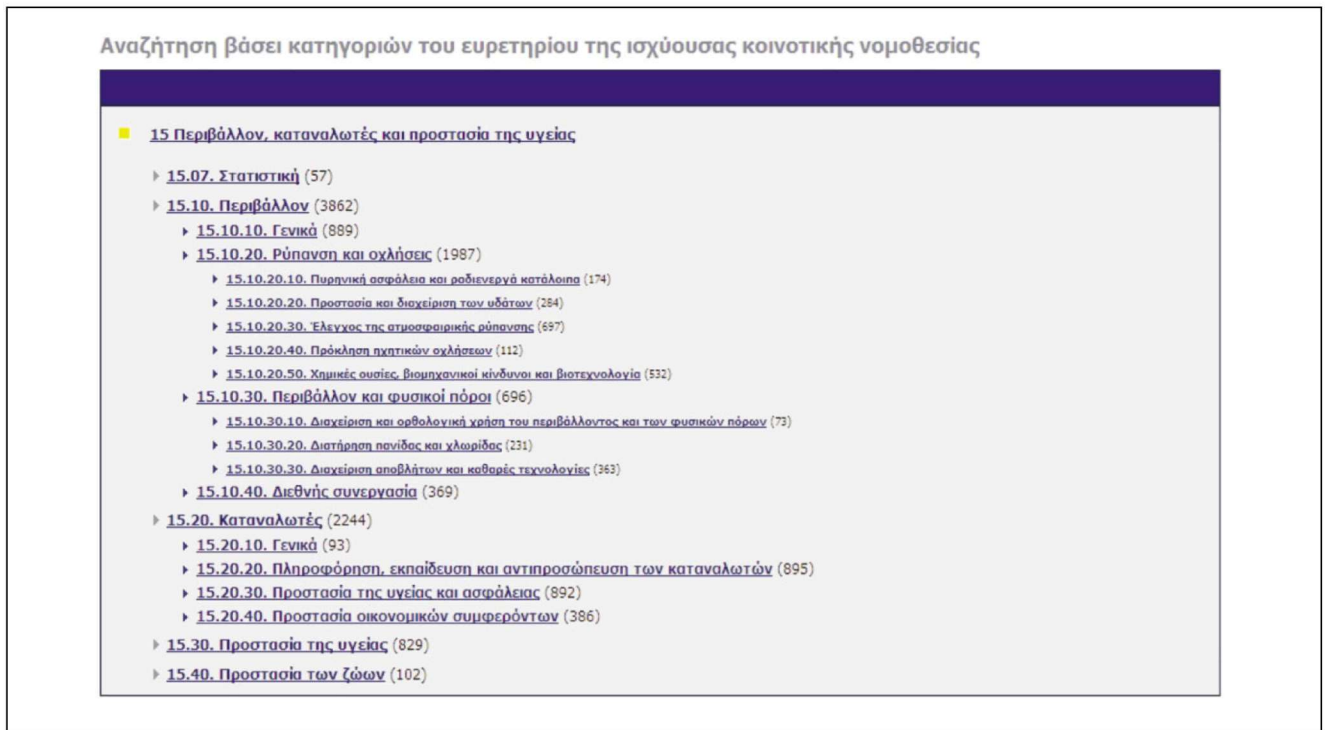 Αναζήτηση βάσει κατηγοριών του ευρετηρίου της ισχύουσας κοινοτικής νομοθεσίας
15 Περιβάλλον, καταναλωτές και προστασία της υγείας
15.07. Στατιστική (57)
15.10. Περιβάλλον (3862)
15.10.10. Γενικά (889)
15.10.20. Ρύπανση και οχλήσεις (1987)
15.10.20.10. Πυρηνική ασφάλεια και ραδιενεργά κατάλοιπα (174)
15.10.20.20. Προστασία και διαχείριση των υδάτων (284)
15.10.20.30. Έλεγχος της ατμοσφαιρικής ρύπανσης (697)
15.10.20.40. Πρόκληση ηχητικών οχλήσεων (112)
15.10.20.50. Χημικές ουσίες, βιομηχανικοί κίνδυνοι και βιοτεχνολογία (532)
15.10.30. Περιβάλλον και φυσικοί πόροι (696)
15.10.30.10. Διαχείριση και ορθολογική χρήση του περιβάλλοντος και των φυσικών πόρων (73)
15.10.30.20. Διατήρηση πανίδας και χλωρίδας (231)
15.10.30.30. Διαχείριση αποβλήτων και καθαρές τεχνολογίες (363)
15.10.40. Διεθνής συνεργασία (369)
15.20. Καταναλωτές (2244)
15.20.10. Γενικά (93)
15.20.20. Πληροφόρηση, εκπαίδευση και αντιπροσώπευση των καταναλωτών (895)
15.20.30. Προστασία της υγείας και ασφάλειας (892)
15.20.40. Προστασία οικονομικών συμφερόντων (386)
15.30. Προστασία της υγείας (829)
15.40. Προστασία των ζώων (102)